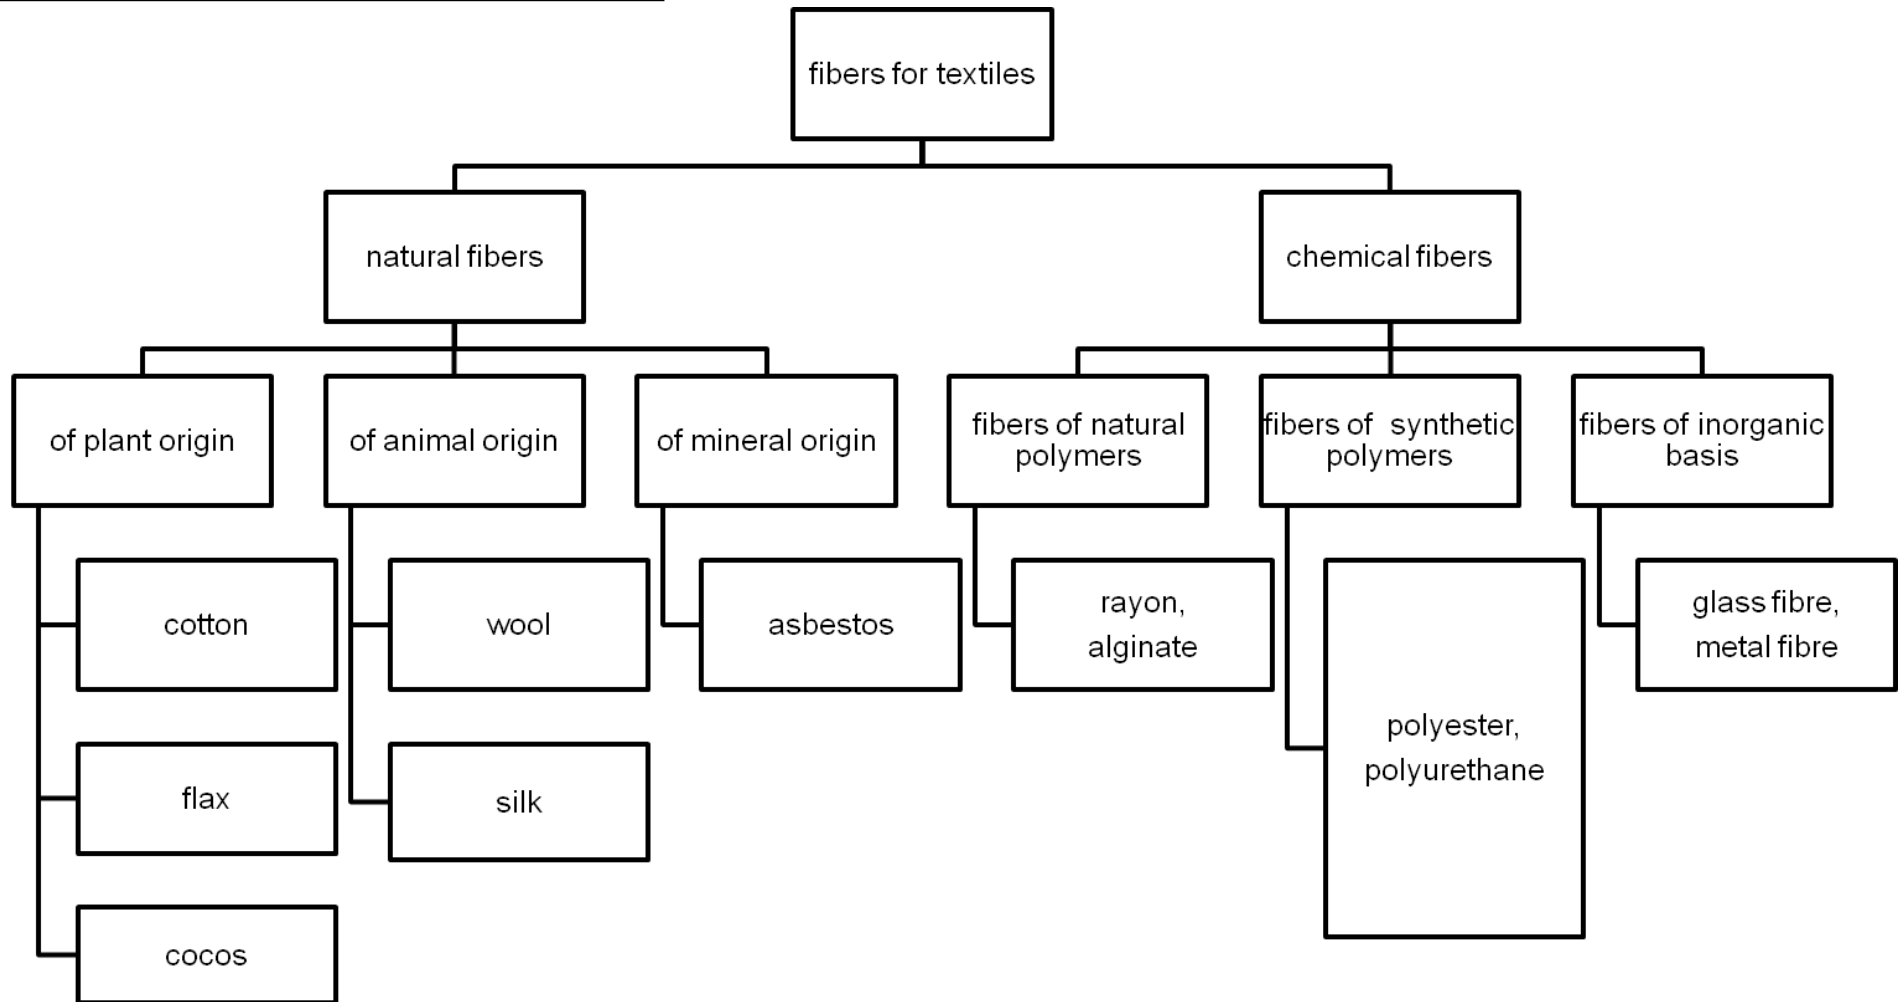 fibers for textiles
natural fibers
chemical fibers
of plant origin
of animal origin
of mineral origin
fibers of natural
polymers
fibers of synthetic
polymers
fibers of inorganic
basis
cotton
wool
asbestos
rayon,
alginate
polyester,
polyurethane
glass fibre,
metal fibre
flax
silk
cocos